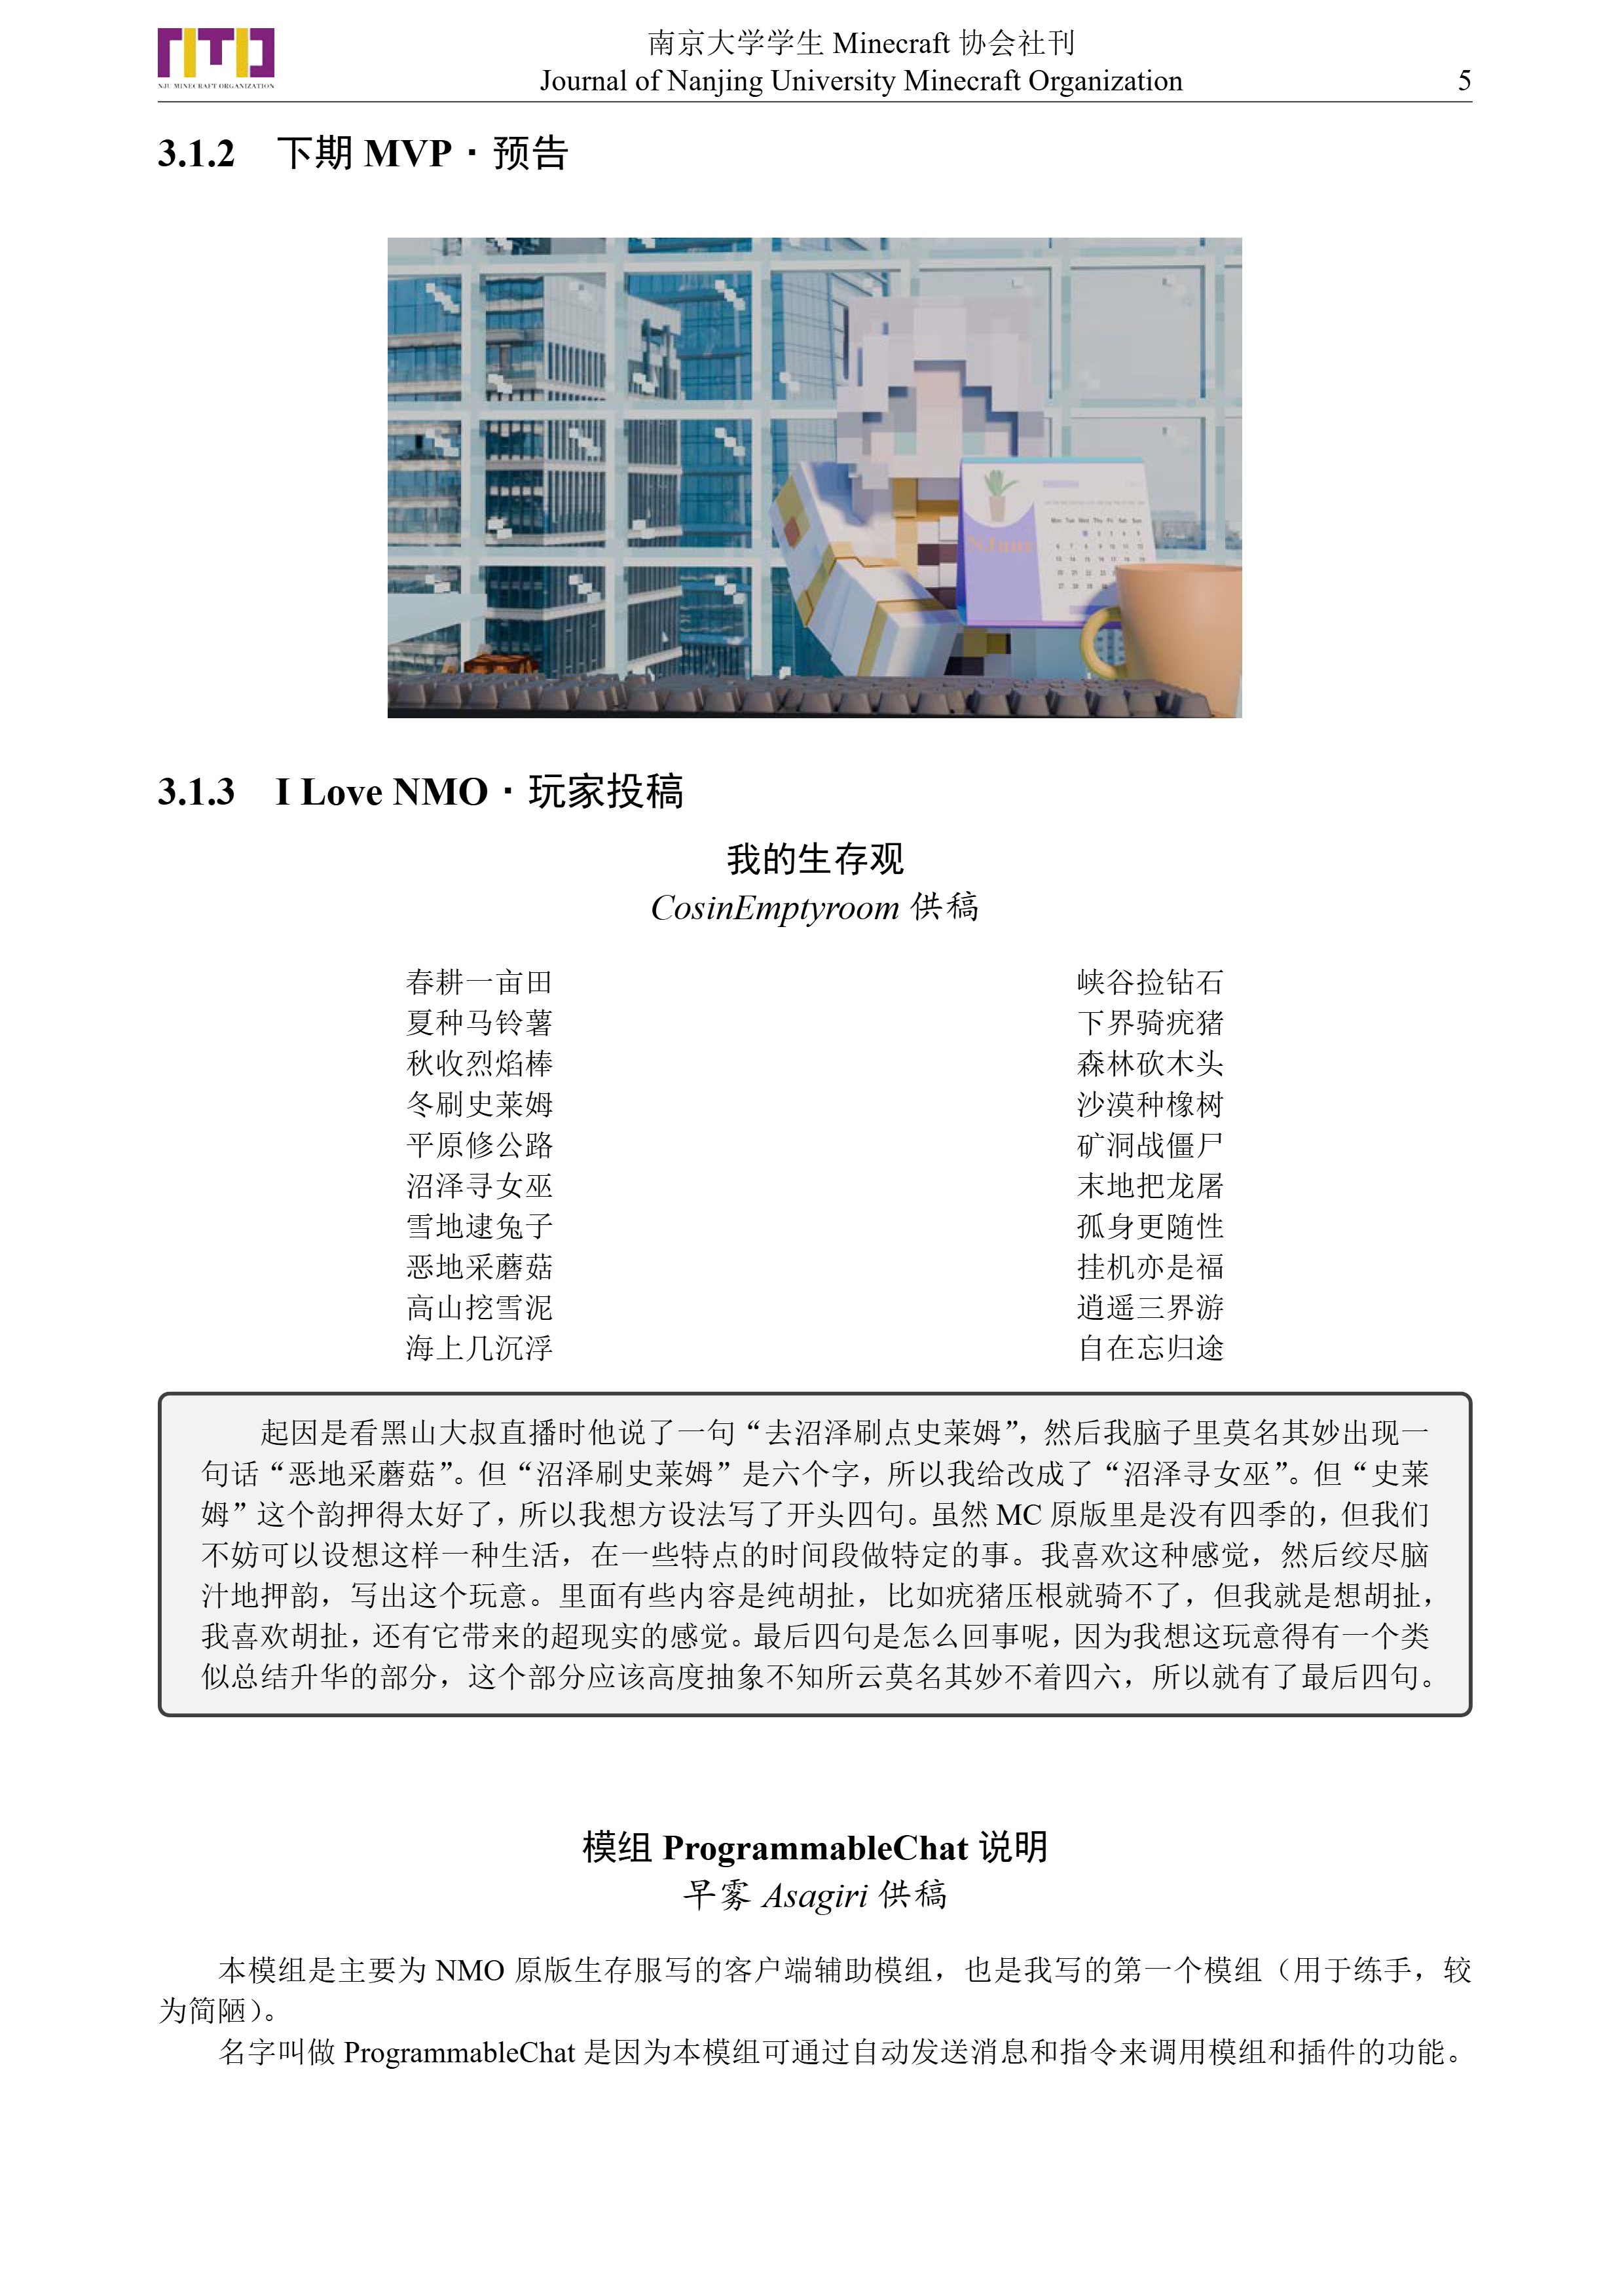 NJU MINECRAFT ORGANIZATION
南京大学学生 Minecraft 协会社刊
Journal of Nanjing University Minecraft Organization
5
3.1.2 下期 MVP · 预告
Mon Tue Wed Thu Fri Sat Sun
3.1.3 I Love NMO · 玩家投稿
我的生存观
CosinEmptyroom 供稿
春耕一亩田
夏种马铃薯
秋收烈焰棒
冬刷史莱姆
平原修公路
沼泽寻女巫
雪地逮兔子
恶地采蘑菇
高山挖雪泥
海上几沉浮
峡谷捡钻石
下界骑疣猪
森林砍木头
沙漠种橡树
矿洞战僵尸
末地把龙屠
孤身更随性
挂机亦是福
逍遥三界游
自在忘归途
起因是看黑山大叔直播时他说了一句“去沼泽刷点史莱姆”，然后我脑子里莫名其妙出现一
句话“恶地采蘑菇”。但“沼泽刷史莱姆”是六个字，所以我给改成了“沼泽寻女巫”。但“史莱
姆”这个韵押得太好了，所以我想方设法写了开头四句。虽然 MC 原版里是没有四季的，但我们
不妨可以设想这样一种生活，在一些特点的时间段做特定的事。我喜欢这种感觉，然后绞尽脑
汁地押韵，写出这个玩意。里面有些内容是纯胡扯，比如疣猪压根就骑不了，但我就是想胡扯，
我喜欢胡扯，还有它带来的超现实的感觉。最后四句是怎么回事呢，因为我想这玩意得有一个类
似总结升华的部分，这个部分应该高度抽象不知所云莫名其妙不着四六，所以就有了最后四句。
模组 ProgrammableChat 说明
早雾 Asagiri 供稿
本模组是主要为 NMO 原版生存服写的客户端辅助模组，也是我写的第一个模组（用于练手，较
为简陋）。
名字叫做 ProgrammableChat 是因为本模组可通过自动发送消息和指令来调用模组和插件的功能。